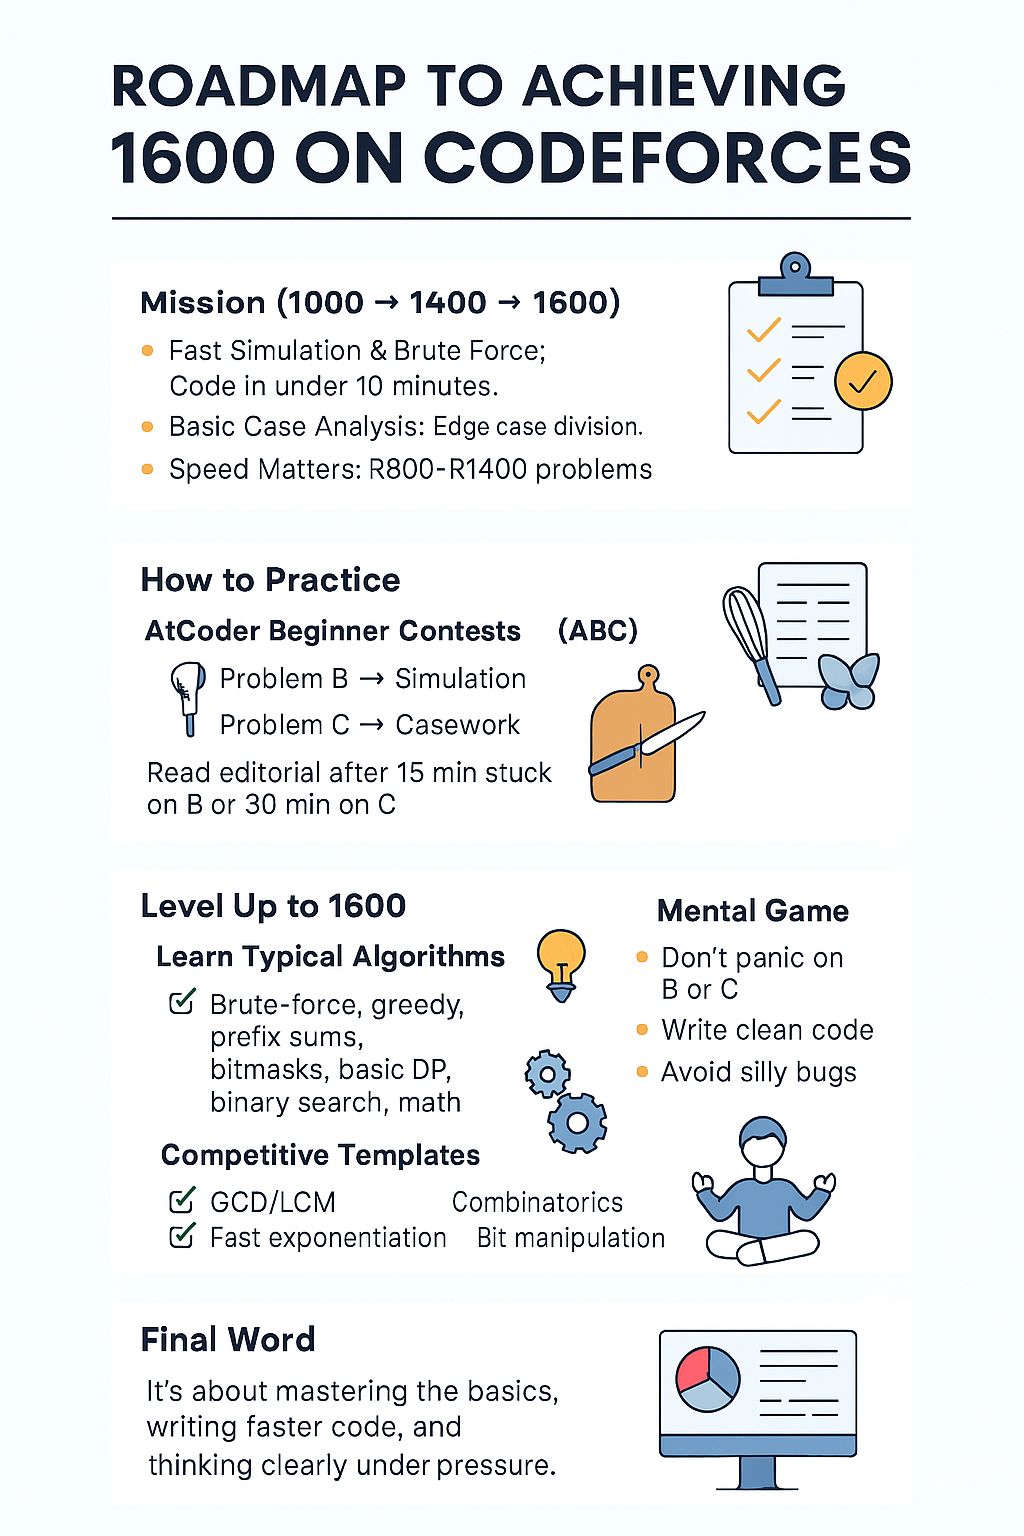 ROADMAP TO ACHIEVING
1600 ON CODEFORCES
Mission (1000 → 1400 → 1600)
Fast Simulation & Brute Force;
Code in under 10 minutes.
Basic Case Analysis: Edge case division.
Speed Matters: R800-R1400 problems
How to Practice
AtCoder Beginner Contests (ABC)
Problem B → Simulation
Problem C → Casework
Read editorial after 15 min stuck
on B or 30 min on C
Level Up to 1600
Learn Typical Algorithms
Brute-force, greedy,
prefix sums,
bitmasks, basic DP,
binary search, math
Competitive Templates
GCD/LCM Combinatorics
Fast exponentiation Bit manipulation
Mental Game
Don't panic on
B or C
Write clean code
Avoid silly bugs
Final Word
It's about mastering the basics,
writing faster code, and
thinking clearly under pressure.